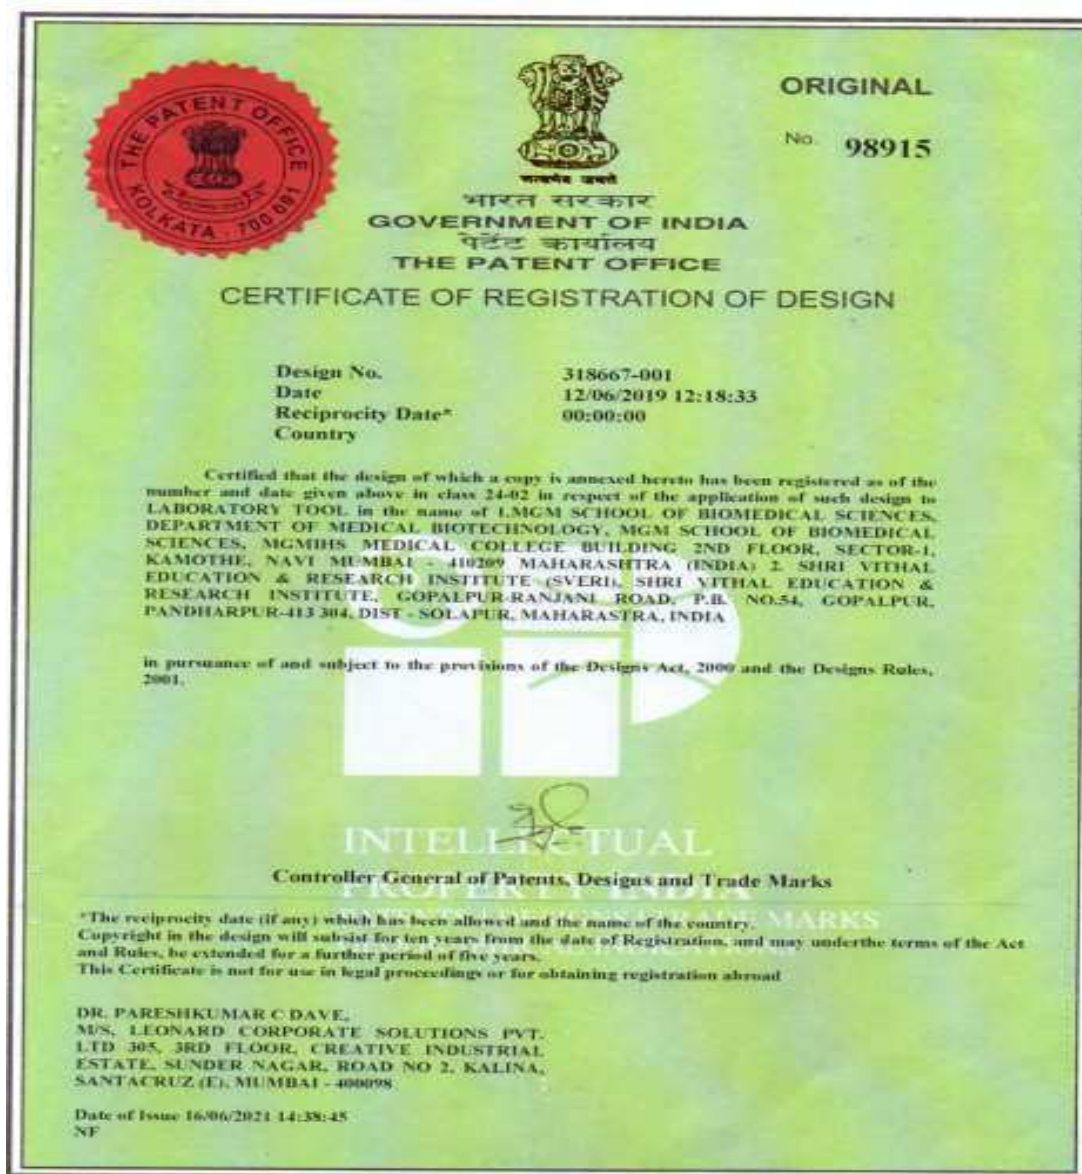 THE PATENT OFFICE
KOLKATA 700 091
सत्यमेव जयते
ORIGINAL
No. 98915
भारत सरकार
GOVERNMENT OF INDIA
पेटेंट कार्यालय
THE PATENT OFFICE
CERTIFICATE OF REGISTRATION OF DESIGN
Design No. 318667-001
Date 12/06/2019 12:18:33
Reciprocity Date* 00:00:00
Country
Certified that the design of which a copy is annexed hereto has been registered as of the
number and date given above in class 24-02 in respect of the application of such design to
LABORATORY TOOL in the name of 1.MGM SCHOOL OF BIOMEDICAL SCIENCES,
DEPARTMENT OF MEDICAL BIOTECHNOLOGY, MGM SCHOOL OF BIOMEDICAL
SCIENCES, MGMIHS MEDICAL COLLEGE BUILDING 2ND FLOOR, SECTOR-1,
KAMOTHE, NAVI MUMBAI - 410209 MAHARASHTRA (INDIA) 2. SHRI VITHAL
EDUCATION & RESEARCH INSTITUTE (SVERI), SHRI VITHAL EDUCATION &
RESEARCH INSTITUTE, GOPALPUR-RANJANI ROAD, P.B. NO.54, GOPALPUR,
PANDHARPUR-413 304, DIST - SOLAPUR, MAHARASTRA, INDIA
in pursuance of and subject to the provisions of the Designs Act, 2000 and the Designs Rules,
2001.
INTELLECTUAL
PROPERTY INDIA
Controller General of Patents, Designs and Trade Marks
MARKS
*The reciprocity date (if any) which has been allowed and the name of the country.
Copyright in the design will subsist for ten years from the date of Registration, and may underthe terms of the Act
and Rules, be extended for a further period of five years.
This Certificate is not for use in legal proceedings or for obtaining registration abroad
DR. PARESHKUMAR C DAVE,
M/S, LEONARD CORPORATE SOLUTIONS PVT.
LTD 305, 3RD FLOOR, CREATIVE INDUSTRIAL
ESTATE, SUNDER NAGAR, ROAD NO 2, KALINA,
SANTACRUZ (E), MUMBAI - 400098
Date of Issue 16/06/2021 14:38:45
NF